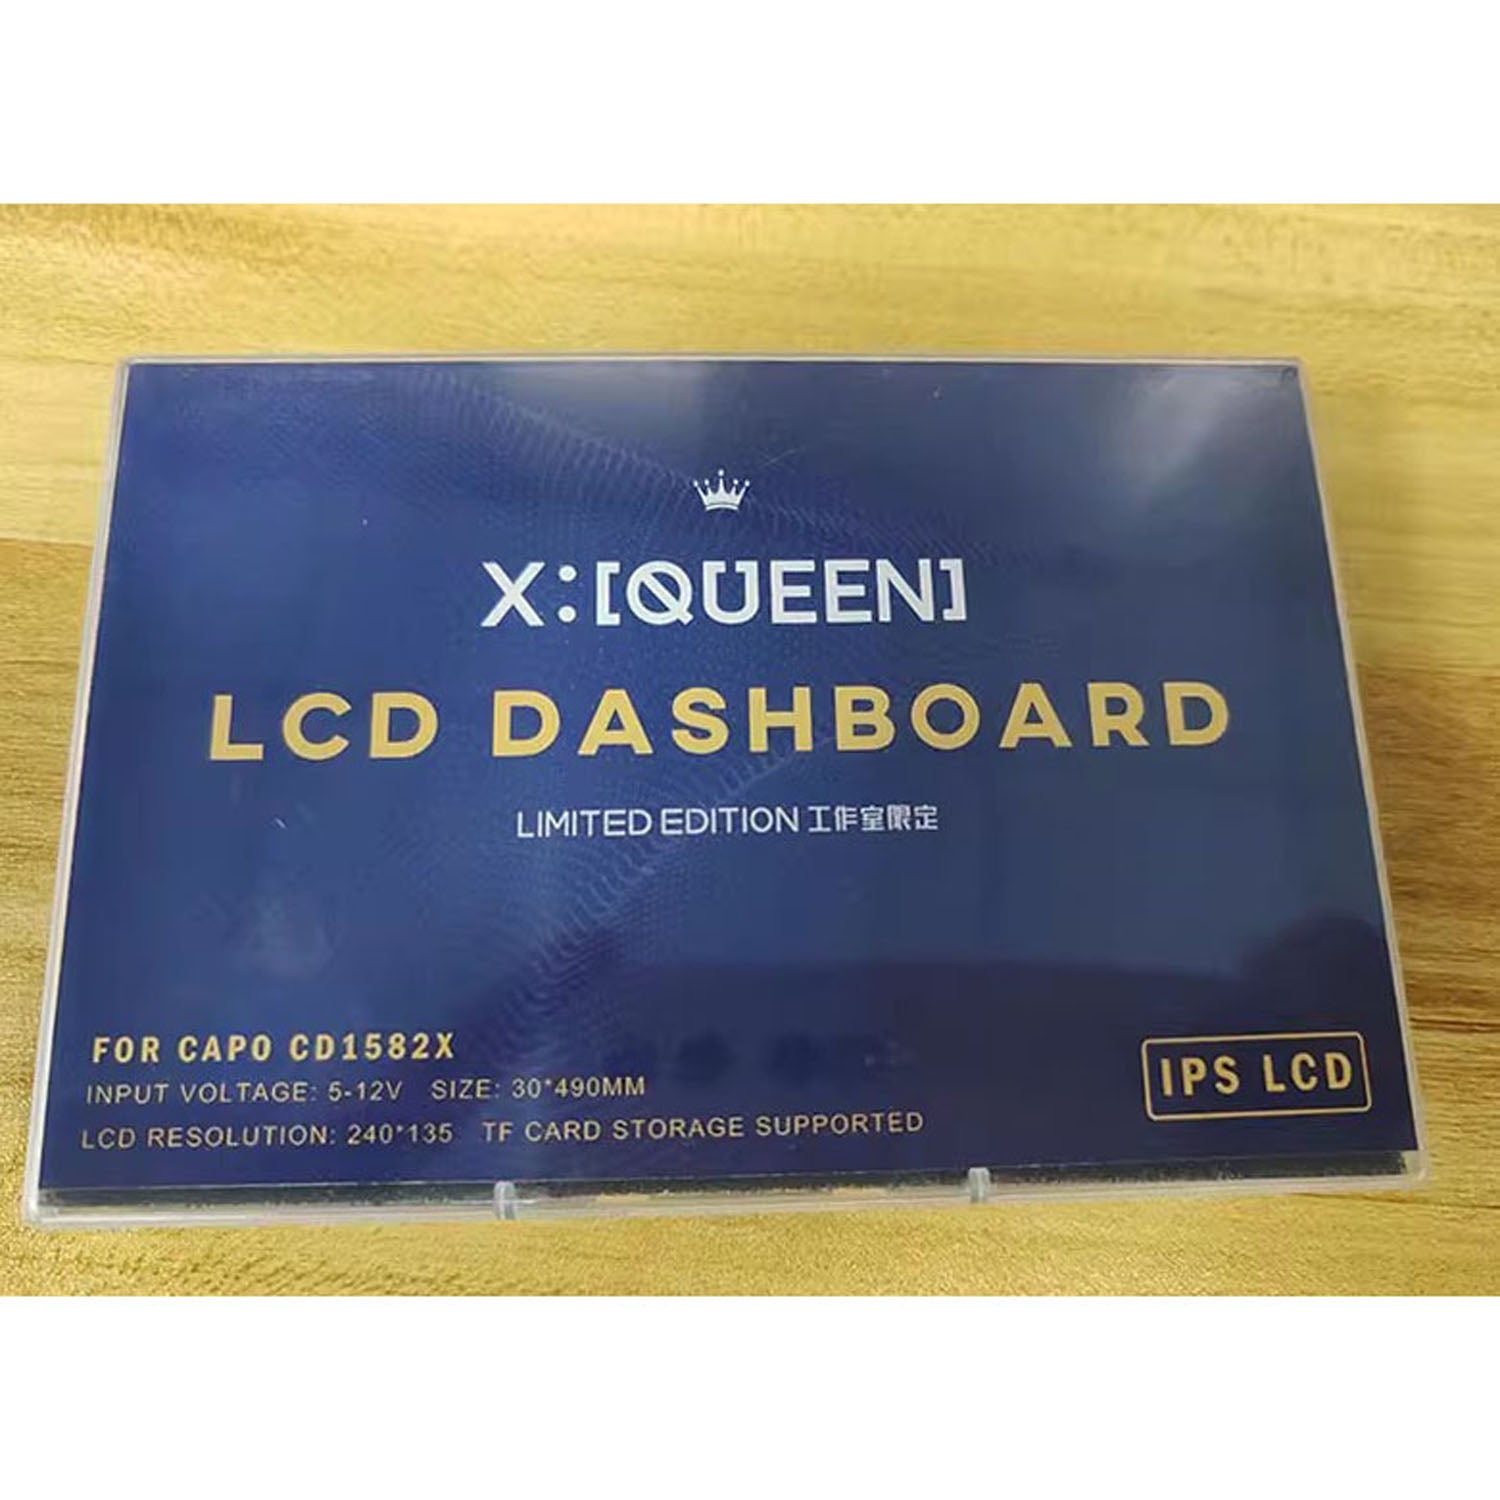 X:[QUEEN]
LCD DASHBOARD
LIMITED EDITION 工作室限定
FOR CAPO CD1582X
INPUT VOLTAGE: 5-12V SIZE: 30*490MM
LCD RESOLUTION: 240*135 TF CARD STORAGE SUPPORTED
IPS LCD